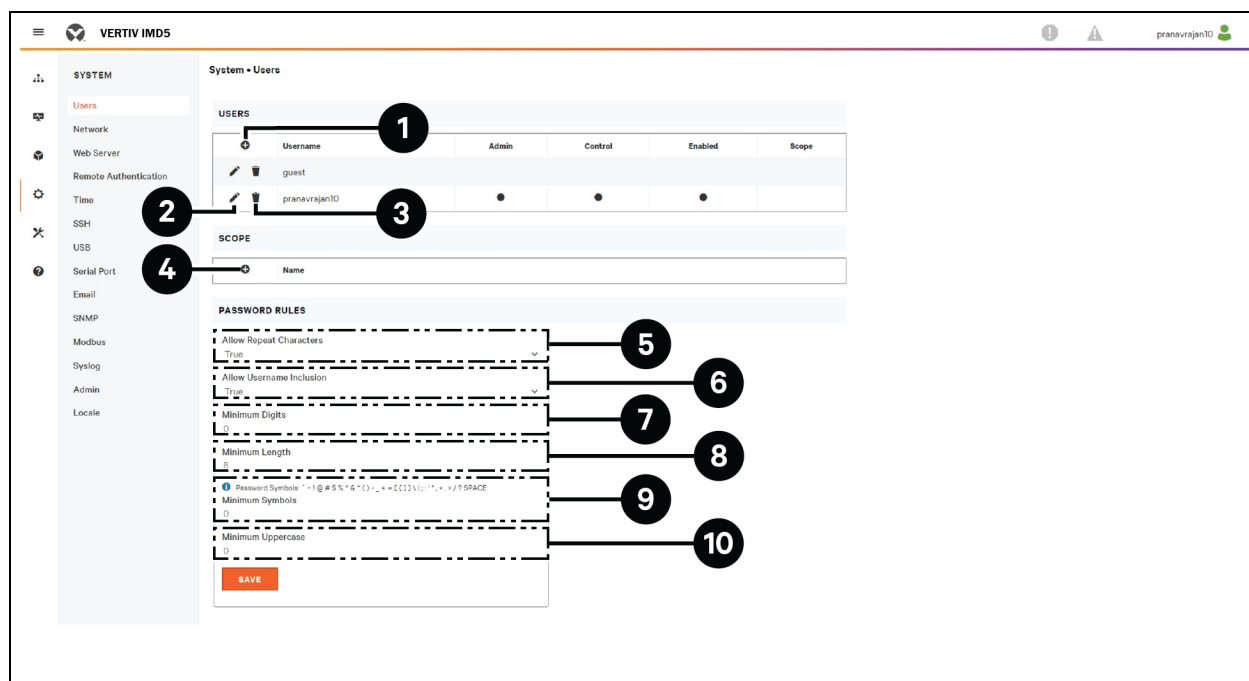 VERTIV IMD5
pranavrajan10
SYSTEM
Users
Network
Web Server
Remote Authentication
Time
SSH
USB
Serial Port
Email
SNMP
Modbus
Syslog
Admin
Locale
System • Users
USERS
Username Admin Control Enabled Scope
guest
pranavrajan10
SCOPE
Name
PASSWORD RULES
Allow Repeat Characters
True
Allow Username Inclusion
True
Minimum Digits
0
Minimum Length
8
Password Symbols: SPACE
Minimum Symbols
0
Minimum Uppercase
0
SAVE
1
2
3
4
5
6
7
8
9
10